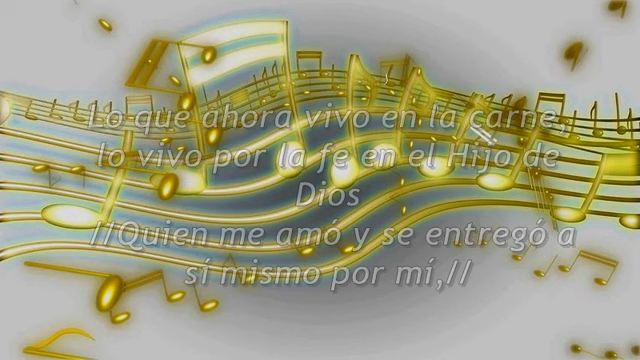 Lo que ahora vivo en la carne,
lo vivo por la fe en el Hijo de
Dios
//Quien me amó y se entregó a
sí mismo por mí,//